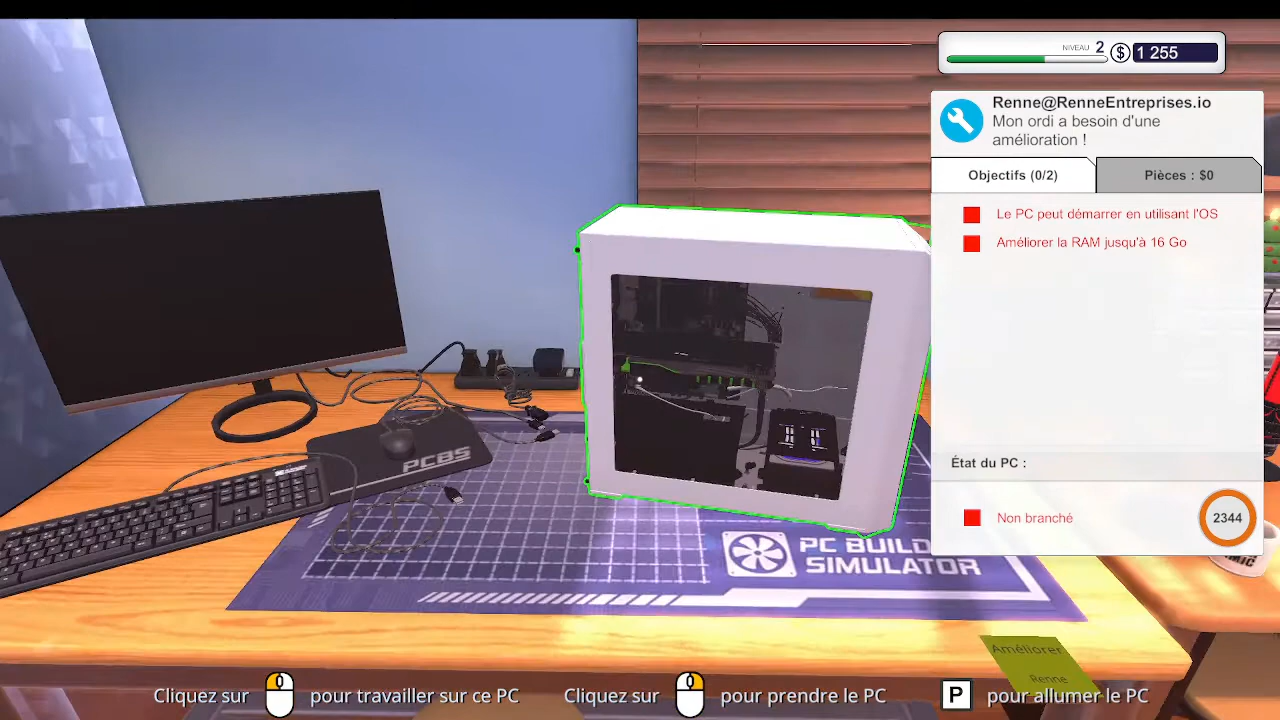 NIVEAU 2 $ 1 255
Renne@RenneEntreprises.io
Mon ordi a besoin d'une
amélioration !
Objectifs (0/2)
Pièces : $0
Le PC peut démarrer en utilisant l'OS
Améliorer la RAM jusqu'à 16 Go
État du PC :
Non branché
2344
PCBS
PC BUILD
SIMULATOR
Améliorer
Renne
Cliquez sur pour travailler sur ce PC
Cliquez sur pour prendre le PC
P pour allumer le PC